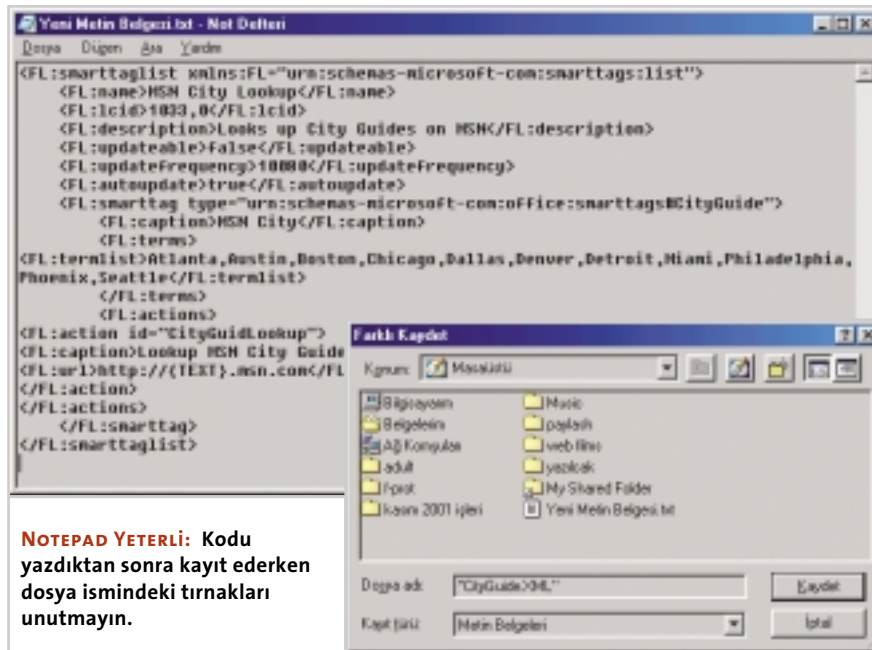 Yeni Metin Belgesi.txt - Not Defteri
Dosya Düzen Ara Yardım
<FL:smarttaglist xmlns:FL="urn:schemas-microsoft-com:smarttags:list">
<FL:name>MSN City Lookup</FL:name>
<FL:lcid>1033,0</FL:lcid>
<FL:description>Looks up City Guides on MSN</FL:description>
<FL:updateable>false</FL:updateable>
<FL:updatefrequency>10080</FL:updatefrequency>
<FL:autoupdate>true</FL:autoupdate>
<FL:smarttag type="urn:schemas-microsoft-com:office:smarttags#CityGuide">
<FL:caption>MSN City</FL:caption>
<FL:terms>
<FL:termlist>Atlanta,Austin,Boston,Chicago,Dallas,Denver,Detroit,Miami,Philadelphia,
Phoenix,Seattle</FL:termlist>
</FL:terms>
<FL:actions>
<FL:action id="CityGuidLookup">
<FL:caption>Lookup MSN City Guide
<FL:url>http://{TEXT}.msn.com</FL
</FL:action>
</FL:actions>
</FL:smarttag>
</FL:smarttaglist>
Farklı Kaydet
Konum: Masaüstü
Bilgisayarım
Belgelerim
Ağ Komşuları
adult
f-prot
kasım 2001 işleri
Music
paylash
web films
yazılcak
My Shared Folder
Yeni Metin Belgesi.txt
Dosya adı: "CityGuide.XML"
Kaydet
Kayıt türü: Metin Belgeleri
İptal
NOTEPAD YETERLİ: Kodu
yazdıktan sonra kayıt ederken
dosya ismindeki tırnakları
unutmayın.